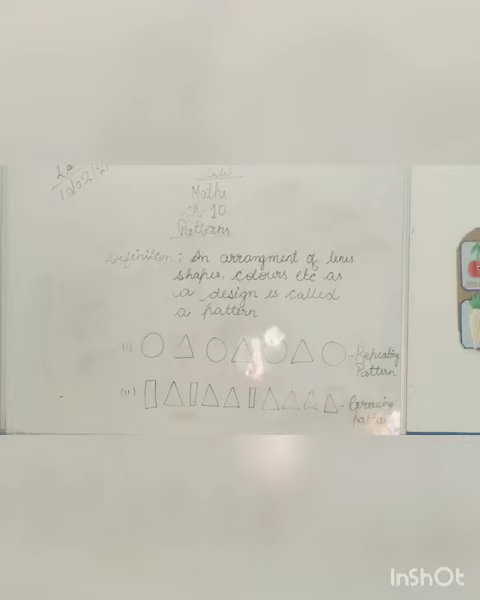 Maths
Ch 10
Patterns
Definition: An arrangment of lines
shapes, colours etc as
a design is called
a pattern
(i)
Repeating
Pattern
(ii)
Growing
Pattern
InShOt